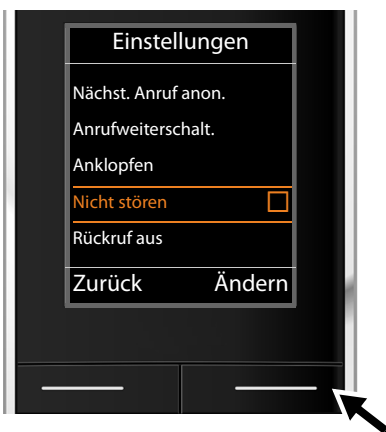 Einstellungen
Nächst. Anruf anon.
Anrufweiterschalt.
Anklopfen
Nicht stören
Rückruf aus
Zurück Ändern